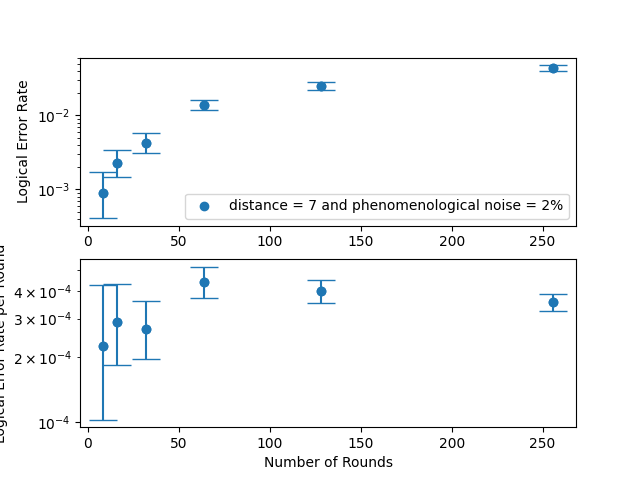 Logical Error Rate
10⁻²
10⁻³
distance = 7 and phenomenological noise = 2%
0 50 100 150 200 250
Logical Error Rate per Round
4 × 10⁻⁴
3 × 10⁻⁴
2 × 10⁻⁴
10⁻⁴
0 50 100 150 200 250
Number of Rounds